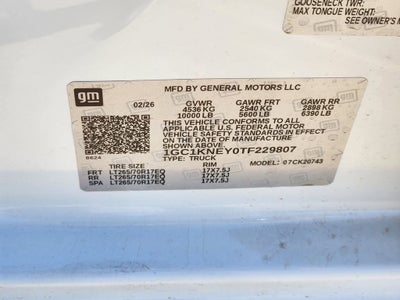 GOOSENECK TWR:
MAX TONGUE WEIGHT:
SEE OWNER'S
gm
MFD BY GENERAL MOTORS LLC
02/26 GVWR GAWR FRT GAWR RR
4536 KG 2540 KG 2898 KG
10000 LB 5600 LB 6390 LB
THIS VEHICLE CONFORMS TO ALL
APPLICABLE U.S. FEDERAL MOTOR
VEHICLE SAFETY STANDARDS IN
EFFECT ON THE DATE OF MANUFACTURE
SHOWN ABOVE
1GC1KNEY0TF229807
TYPE: TRUCK 07CK20743
8624
TIRE SIZE RIM
FRT LT265/70R17EQ 17X7.5J
RR LT265/70R17EQ 17X7.5J
SPA LT265/70R17EQ 17X7.5J